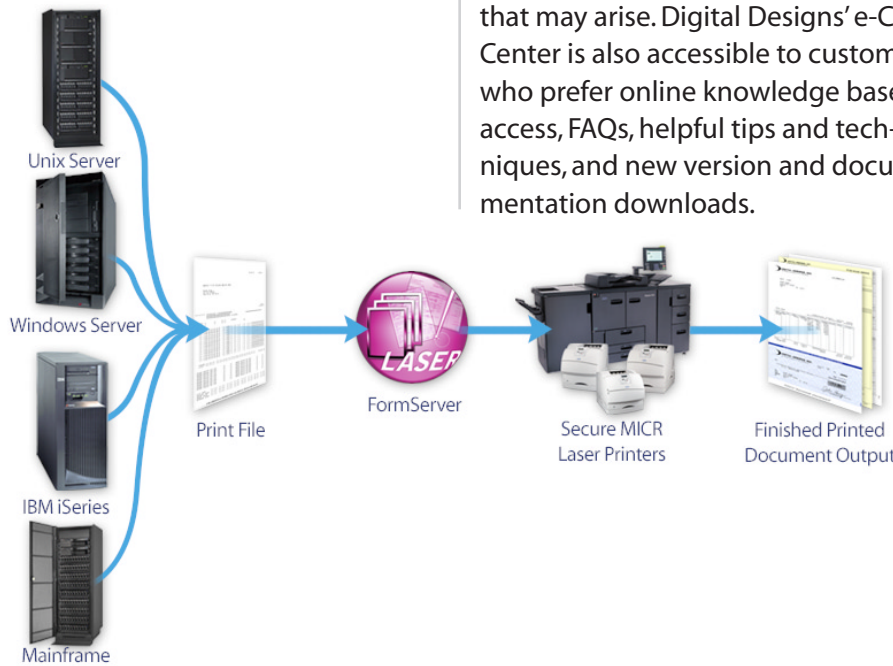 that may arise. Digital Designs’ e-C
Center is also accessible to custom
who prefer online knowledge base
access, FAQs, helpful tips and tech-
niques, and new version and docu
mentation downloads.
Unix Server
Windows Server
IBM iSeries
Mainframe
Print File
LASER
FormServer
Secure MICR
Laser Printers
Finished Printed
Document Output